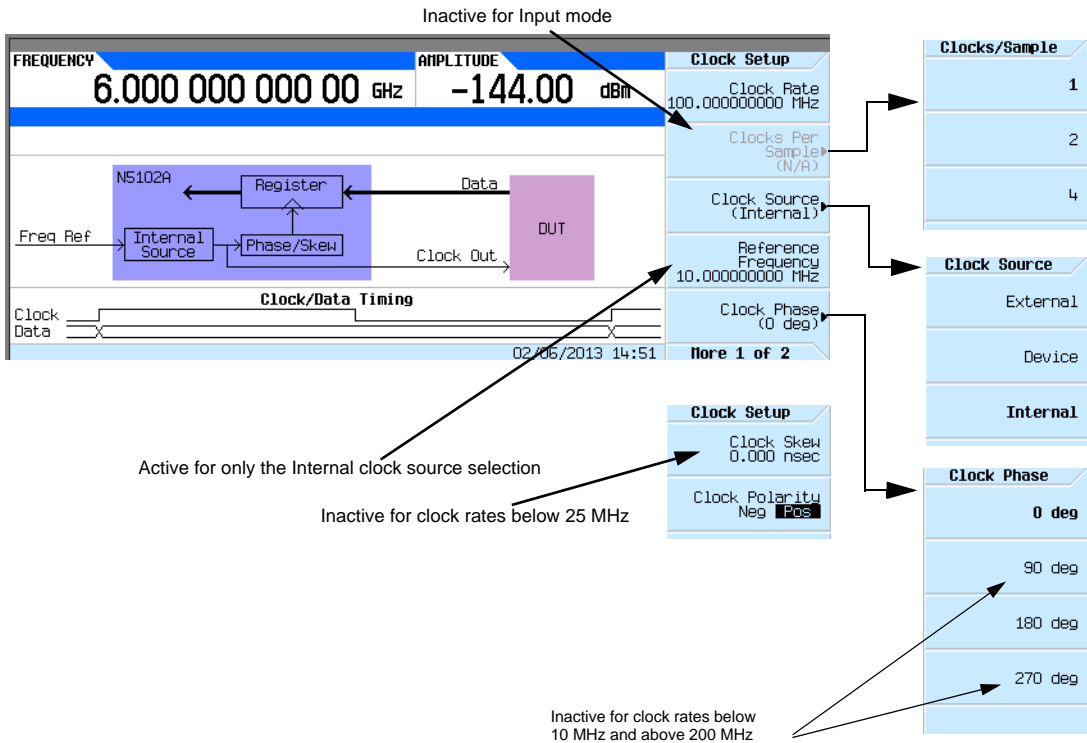 Inactive for Input mode
FREQUENCY
6.000 000 000 00 GHz
AMPLITUDE
-144.00 dBm
Clock Setup
Clock Rate
100.000000000 MHz
Clocks Per
Sample
(N/A)
Clock Source
(Internal)
Reference
Frequency
10.000000000 MHz
Clock Phase
(0 deg)
More 1 of 2
N5102A
Register
Data
DUT
Freq Ref
Internal
Source
Phase/Skew
Clock Out
Clock/Data Timing
Clock
Data
02/06/2013 14:51
Clocks/Sample
1
2
4
Clock Source
External
Device
Internal
Clock Setup
Clock Skew
0.000 nsec
Clock Polarity
Neg Pos
Active for only the Internal clock source selection
Inactive for clock rates below 25 MHz
Clock Phase
0 deg
90 deg
180 deg
270 deg
Inactive for clock rates below
10 MHz and above 200 MHz